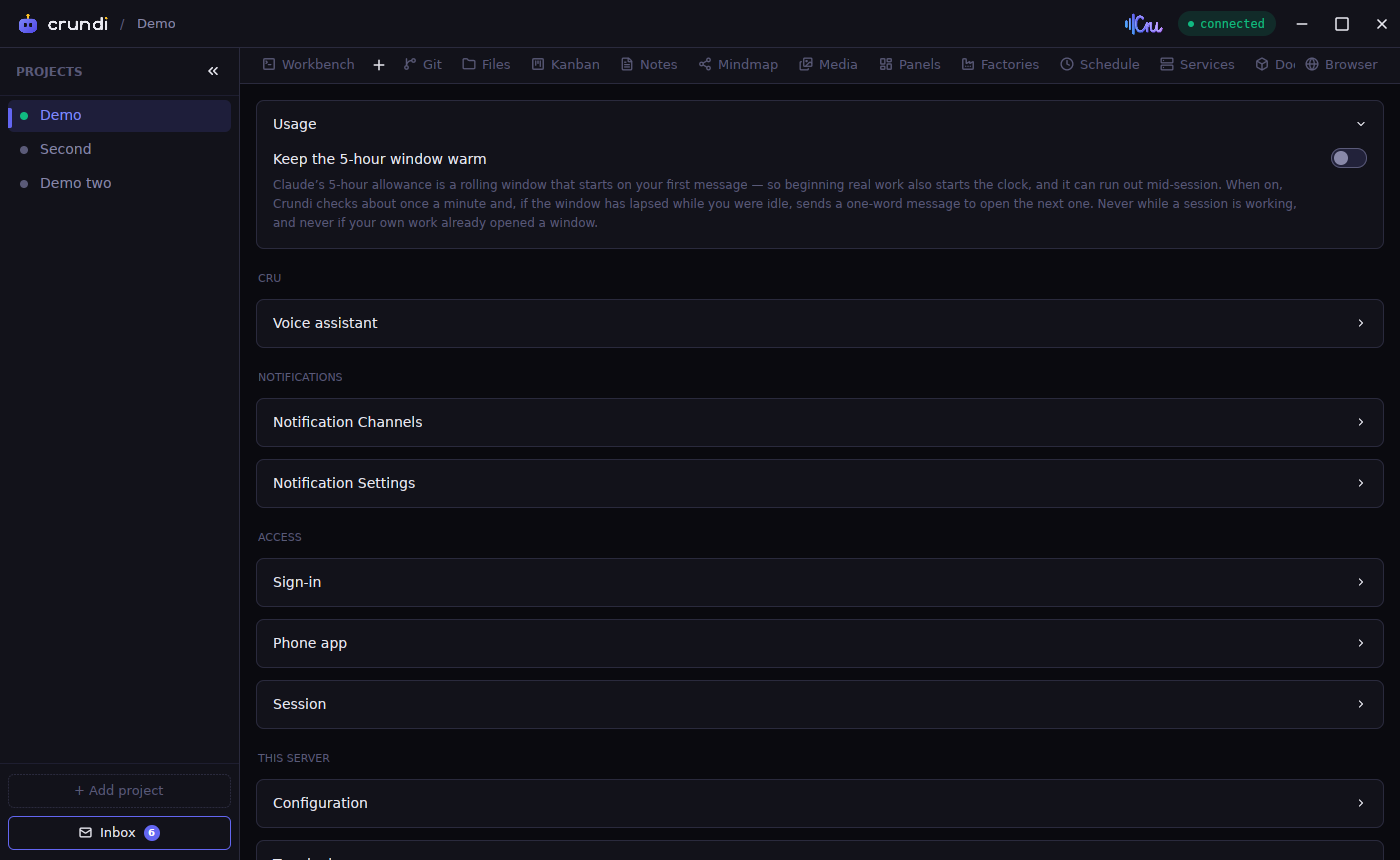 crundi / Demo
Cru
connected
PROJECTS
Workbench
Git
Files
Kanban
Notes
Mindmap
Media
Panels
Factories
Schedule
Services
Browser
Demo
Second
Demo two
Usage
Keep the 5-hour window warm
Claude’s 5-hour allowance is a rolling window that starts on your first message — so beginning real work also starts the clock, and it can run out mid-session. When on,
Crundi checks about once a minute and, if the window has lapsed while you were idle, sends a one-word message to open the next one. Never while a session is working,
and never if your own work already opened a window.
CRU
Voice assistant
NOTIFICATIONS
Notification Channels
Notification Settings
ACCESS
Sign-in
Phone app
Session
THIS SERVER
Configuration
+ Add project
Inbox 6